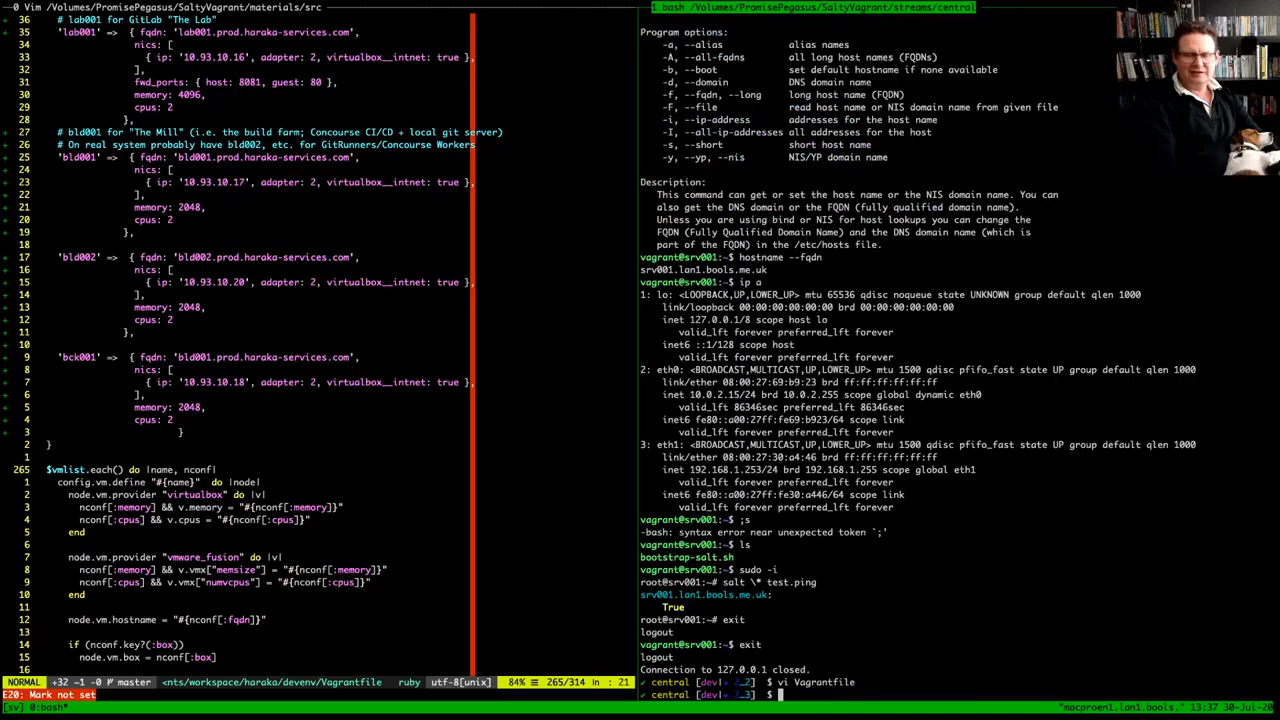 0 Vim /Volumes/PromisePegasus/SaltyVagrant/materials/src
+ 36 # lab001 for GitLab "The Lab"
+ 35 'lab001' => { fqdn: 'lab001.prod.haraka-services.com',
34 nics: [
33 { ip: '10.93.10.16', adapter: 2, virtualbox__intnet: true },
32 ],
31 fwd_ports: { host: 8081, guest: 80 },
30 memory: 4096,
29 cpus: 2
28 },
+ 27 # bld001 for "The Mill" (i.e. the build farm; Concourse CI/CD + local git server)
+ 26 # On real system probably have bld002, etc. for GitRunners/Concourse Workers
+ 25 'bld001' => { fqdn: 'bld001.prod.haraka-services.com',
+ 24 nics: [
+ 23 { ip: '10.93.10.17', adapter: 2, virtualbox__intnet: true },
+ 22 ],
+ 21 memory: 2048,
+ 20 cpus: 2
+ 19 },
18
+ 17 'bld002' => { fqdn: 'bld002.prod.haraka-services.com',
+ 16 nics: [
+ 15 { ip: '10.93.10.20', adapter: 2, virtualbox__intnet: true },
+ 14 ],
+ 13 memory: 2048,
+ 12 cpus: 2
+ 11 },
+ 10
+ 9 'bck001' => { fqdn: 'bld001.prod.haraka-services.com',
+ 8 nics: [
+ 7 { ip: '10.93.10.18', adapter: 2, virtualbox__intnet: true },
+ 6 ],
+ 5 memory: 2048,
+ 4 cpus: 2
+ 3 }
2 }
1
265 $vmlist.each() do |name, nconf|
1 config.vm.define "#{name}" do |node|
2 node.vm.provider "virtualbox" do |v|
3 nconf[:memory] && v.memory = "#{nconf[:memory]}"
4 nconf[:cpus] && v.cpus = "#{nconf[:cpus]}"
5 end
6
7 node.vm.provider "vmware_fusion" do |v|
8 nconf[:memory] && v.vmx["memsize"] = "#{nconf[:memory]}"
9 nconf[:cpus] && v.vmx["numvcpus"] = "#{nconf[:cpus]}"
10 end
11
12 node.vm.hostname = "#{nconf[:fqdn]}"
13
14 if (nconf.key?(:box))
15 node.vm.box = nconf[:box]
16
NORMAL +32 ~1 -0 master <nts/workspace/haraka/devenv/Vagrantfile ruby utf-8[unix] 84% 265/314 ln : 21
E20: Mark not set
1 bash /Volumes/PromisePegasus/SaltyVagrant/streams/central
Program options:
-a, --alias alias names
-A, --all-fqdns all long host names (FQDNs)
-b, --boot set default hostname if none available
-d, --domain DNS domain name
-f, --fqdn, --long long host name (FQDN)
-F, --file read host name or NIS domain name from given file
-i, --ip-address addresses for the host name
-I, --all-ip-addresses all addresses for the host
-s, --short short host name
-y, --yp, --nis NIS/YP domain name
Description:
This command can get or set the host name or the NIS domain name. You can
also get the DNS domain or the FQDN (fully qualified domain name).
Unless you are using bind or NIS for host lookups you can change the
FQDN (Fully Qualified Domain Name) and the DNS domain name (which is
part of the FQDN) in the /etc/hosts file.
vagrant@srv001:~$ hostname --fqdn
srv001.lan1.bools.me.uk
vagrant@srv001:~$ ip a
1: lo: <LOOPBACK,UP,LOWER_UP> mtu 65536 qdisc noqueue state UNKNOWN group default qlen 1000
link/loopback 00:00:00:00:00:00 brd 00:00:00:00:00:00
inet 127.0.0.1/8 scope host lo
valid_lft forever preferred_lft forever
inet6 ::1/128 scope host
valid_lft forever preferred_lft forever
2: eth0: <BROADCAST,MULTICAST,UP,LOWER_UP> mtu 1500 qdisc pfifo_fast state UP group default qlen 1000
link/ether 08:00:27:69:b9:23 brd ff:ff:ff:ff:ff:ff
inet 10.0.2.15/24 brd 10.0.2.255 scope global dynamic eth0
valid_lft 86346sec preferred_lft 86346sec
inet6 fe80::a00:27ff:fe69:b923/64 scope link
valid_lft forever preferred_lft forever
3: eth1: <BROADCAST,MULTICAST,UP,LOWER_UP> mtu 1500 qdisc pfifo_fast state UP group default qlen 1000
link/ether 08:00:27:30:a4:46 brd ff:ff:ff:ff:ff:ff
inet 192.168.1.253/24 brd 192.168.1.255 scope global eth1
valid_lft forever preferred_lft forever
inet6 fe80::a00:27ff:fe30:a446/64 scope link
valid_lft forever preferred_lft forever
vagrant@srv001:~$ ;s
-bash: syntax error near unexpected token `;'
vagrant@srv001:~$ ls
bootstrap-salt.sh
vagrant@srv001:~$ sudo -i
root@srv001:~# salt \* test.ping
srv001.lan1.bools.me.uk:
True
root@srv001:~# exit
logout
vagrant@srv001:~$ exit
logout
Connection to 127.0.0.1 closed.
✔ central [dev|+ 2…2] $ vi Vagrantfile
✔ central [dev|+ 2…3] $
[sv] 0:bash* "macproen1.lan1.bools." 13:37 30-Jul-20